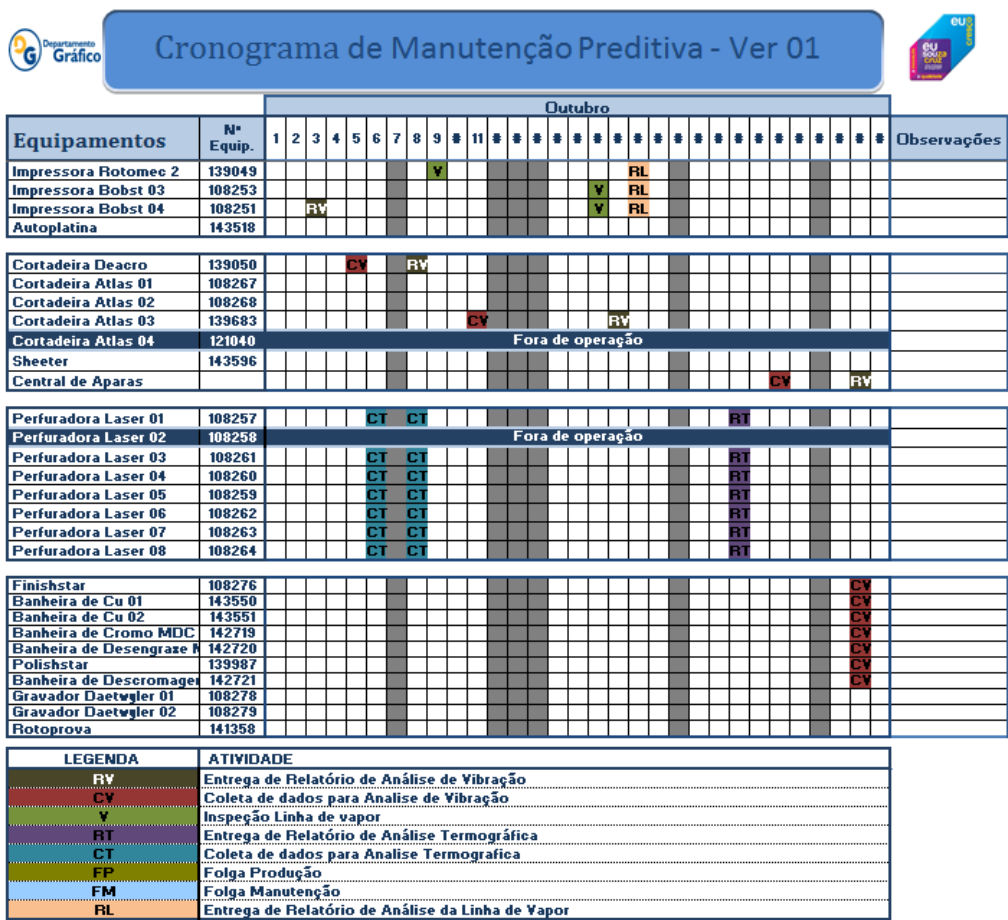 Departamento
Gráfico
Cronograma de Manutenção Preditiva - Ver 01
eu
cresço
eu
souza
cruz
Outubro
Equipamentos Nº Equip. 1 2 3 4 5 6 7 8 9 # 11 # # # # # # # # # # # # # # # # # # # # Observações
Impressora Rotomec 2 139049 V RL
Impressora Bobst 03 108253 V RL
Impressora Bobst 04 108251 RV V RL
Autoplatina 143518
Cortadeira Deacro 139050 CV RV
Cortadeira Atlas 01 108267
Cortadeira Atlas 02 108268
Cortadeira Atlas 03 139683 CV RV
Cortadeira Atlas 04 121040 Fora de operação
Sheeter 143596
Central de Aparas CV RV
Perfuradora Laser 01 108257 CT CT RT
Perfuradora Laser 02 108258 Fora de operação
Perfuradora Laser 03 108261 CT CT RT
Perfuradora Laser 04 108260 CT CT RT
Perfuradora Laser 05 108259 CT CT RT
Perfuradora Laser 06 108262 CT CT RT
Perfuradora Laser 07 108263 CT CT RT
Perfuradora Laser 08 108264 CT CT RT
Finishstar 108276 CV
Banheira de Cu 01 143550 CV
Banheira de Cu 02 143551 CV
Banheira de Cromo MDC 142719 CV
Banheira de Desengraxe M 142720 CV
Polishstar 139987 CV
Banheira de Descromager 142721 CV
Gravador Daetwyler 01 108278
Gravador Daetwyler 02 108279
Rotoprova 141358
LEGENDA ATIVIDADE
RV Entrega de Relatório de Análise de Vibração
CV Coleta de dados para Analise de Vibração
V Inspeção Linha de vapor
RT Entrega de Relatório de Análise Termográfica
CT Coleta de dados para Analise Termografica
FP Folga Produção
FM Folga Manutenção
RL Entrega de Relatório de Análise da Linha de Vapor